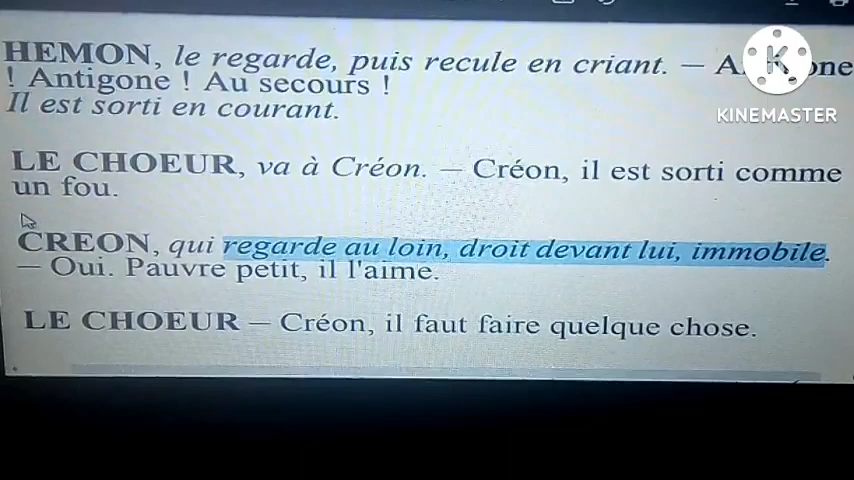 HEMON, le regarde, puis recule en criant. —
! Antigone ! Au secours !
Il est sorti en courant.
LE CHOEUR, va à Créon. — Créon, il est sorti comme
un fou.
CREON, qui regarde au loin, droit devant lui, immobile.
— Oui. Pauvre petit, il l'aime.
LE CHOEUR — Créon, il faut faire quelque chose.
K
KINEMASTER